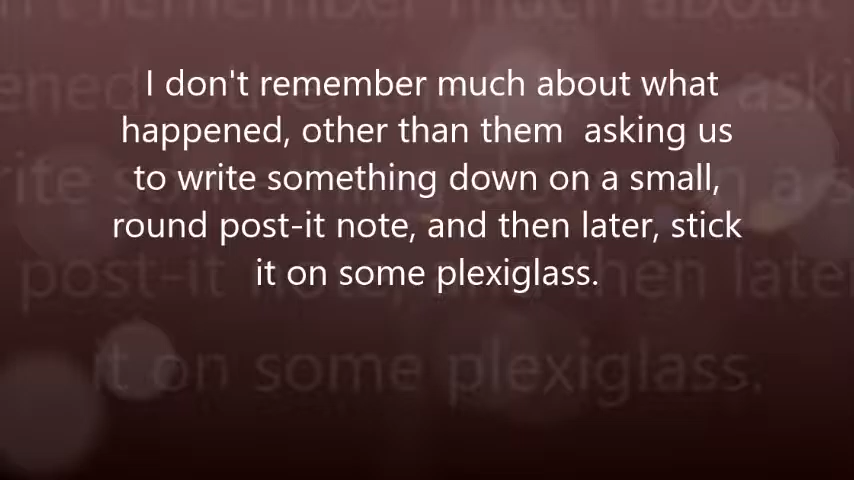 I don't remember much about what
happened, other than them  asking us
to write something down on a small,
round post-it note, and then later, stick
it on some plexiglass.